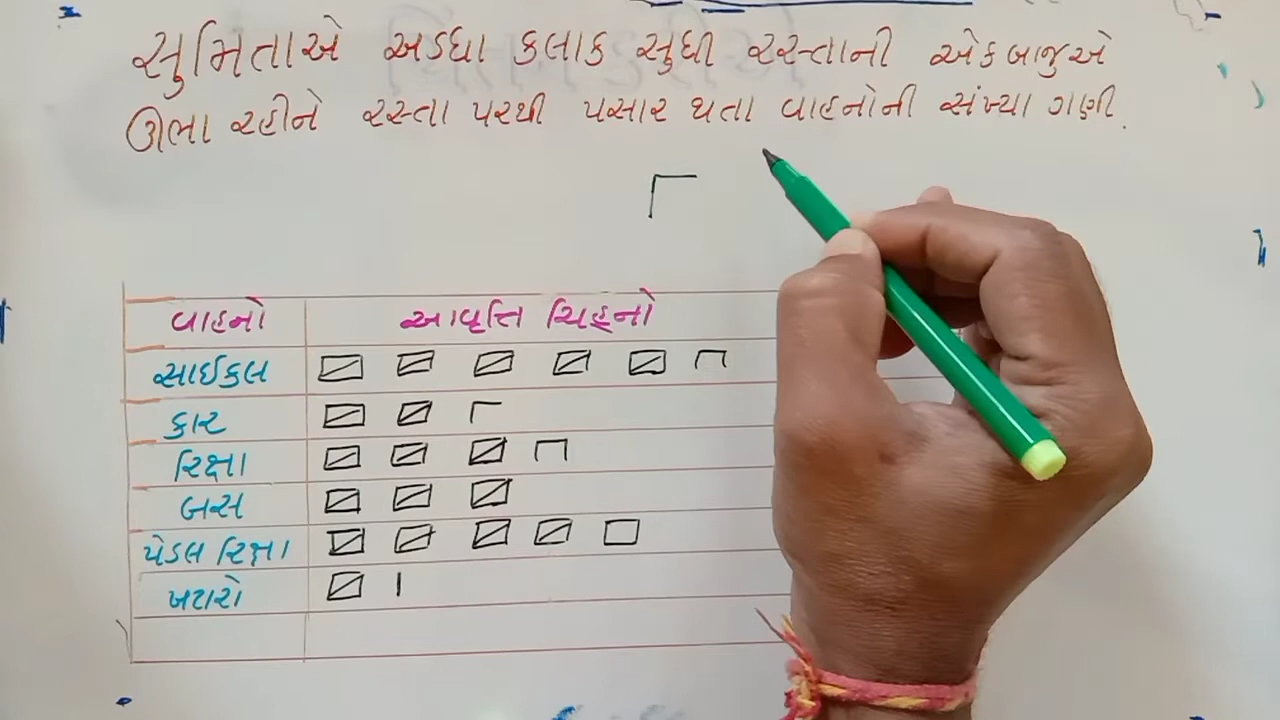 સુમિતાએ અડધા કલાક સુધી રસ્તાની એક બાજુએ
ઊભા રહીને રસ્તા પરથી પસાર થતા વાહનોની સંખ્યા ગણી.
વાહનો આવૃત્તિ ચિહ્નો
સાઈકલ
કાર
રિક્ષા
બસ
પેડલ રિક્ષા
ખટારો